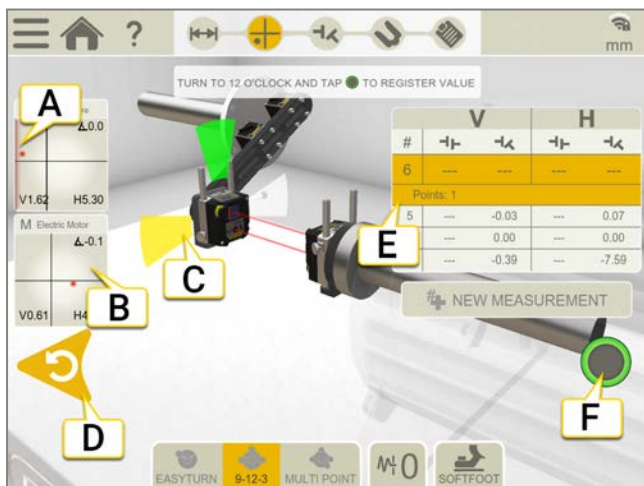 ?
mm
TURN TO 12 O'CLOCK AND TAP TO REGISTER VALUE
A
0.0
V1.62 H5.30
M Electric Motor
-0.1
V0.61 H4
B
C
D
V H
#
6 --- --- --- ---
Points: 1
5 --- -0.03 --- 0.07
--- 0.00 --- 0.00
--- -0.39 --- -7.59
E
# NEW MEASUREMENT
F
EASYTURN 9-12-3 MULTI POINT 0 SOFTFOOT